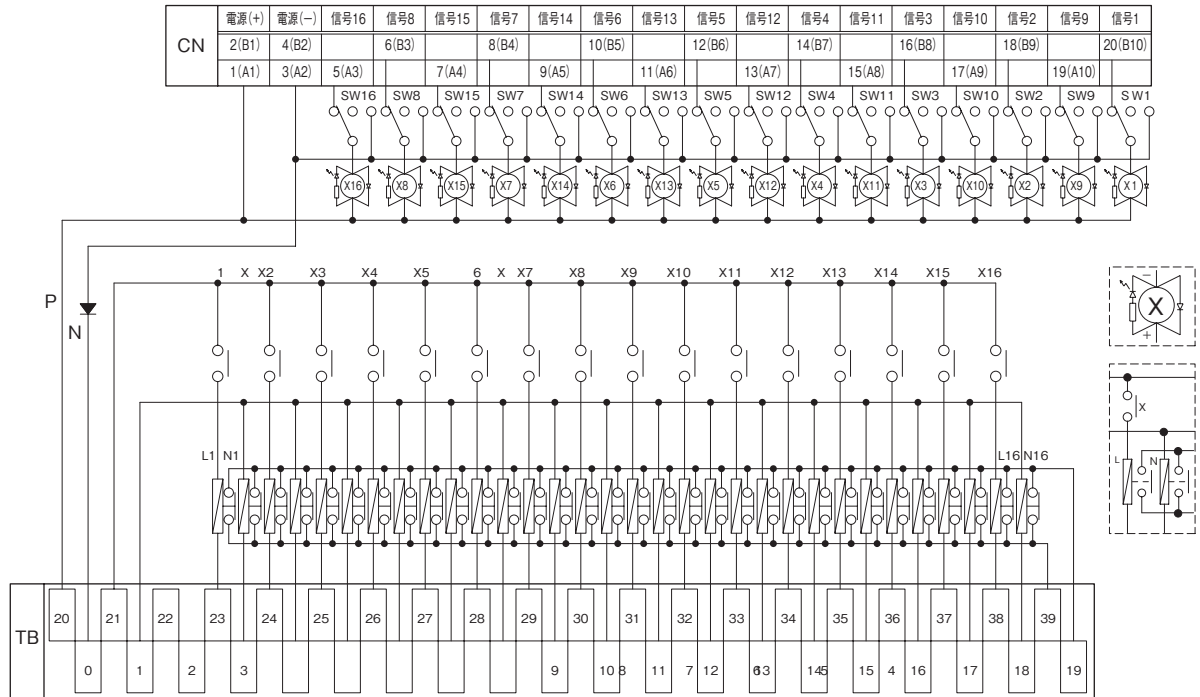 CN
電源(+) 電源(−) 信号16 信号8 信号15 信号7 信号14 信号6 信号13 信号5 信号12 信号4 信号11 信号3 信号10 信号2 信号9 信号1
2(B1) 4(B2) 6(B3) 8(B4) 10(B5) 12(B6) 14(B7) 16(B8) 18(B9) 20(B10)
1(A1) 3(A2) 5(A3) 7(A4) 9(A5) 11(A6) 13(A7) 15(A8) 17(A9) 19(A10)
SW16 SW8 SW15 SW7 SW14 SW6 SW13 SW5 SW12 SW4 SW11 SW3 SW10 SW2 SW9 SW1
X16 X8 X15 X7 X14 X6 X13 X5 X12 X4 X11 X3 X10 X2 X9 X1
1 X X2 X3 X4 X5 6 X X7 X8 X9 X10 X11 X12 X13 X14 X15 X16
P
N
−
X
+
X
L N
L1 N1 L16 N16
TB
20 21 22 23 24 25 26 27 28 29 30 31 32 33 34 35 36 37 38 39
0 1 2 3 9 10 8 11 7 12 6 13 14 5 15 4 16 17 18 19